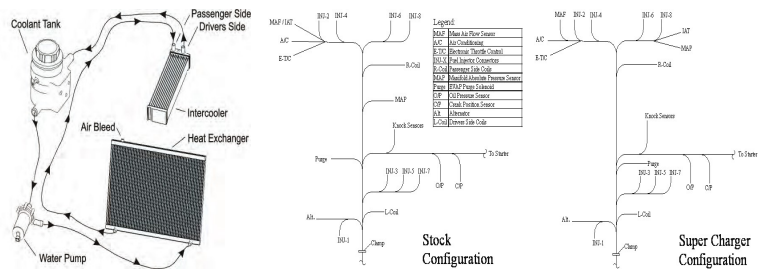 Passenger Side
Drivers Side
Coolant Tank
Intercooler
Air Bleed
Heat Exchanger
Water Pump
MAF / IAT
INJ-2
INJ-4
INJ-6
INJ-8
A/C
E-T/C
R-Coil
MAP
Knock Sensors
Purge
To Starter
INJ-3
INJ-5
INJ-7
O/P
C/P
Alt.
L-Coil
INJ-1
Clamp
Stock
Configuration
Legend:
MAF Mass Air Flow Sensor
A/C Air Conditioning
E-T/C Electronic Throttle Control
INJ-X Fuel Injector Connectors
R-Coil Passenger Side Coils
MAP Manifold Absolute Pressure Sensor
Purge EVAP Purge Solenoid
O/P Oil Pressure Sensor
C/P Crank Position Sensor
Alt Alternator
L-Coil Driver Side Coils
MAF
INJ-2
INJ-4
INJ-6
INJ-8
IAT
A/C
MAP
E-T/C
R-Coil
Knock Sensors
To Starter
Purge
INJ-3
INJ-5
INJ-7
O/P
C/P
Alt.
L-Coil
INJ-1
Clamp
Super Charger
Configuration